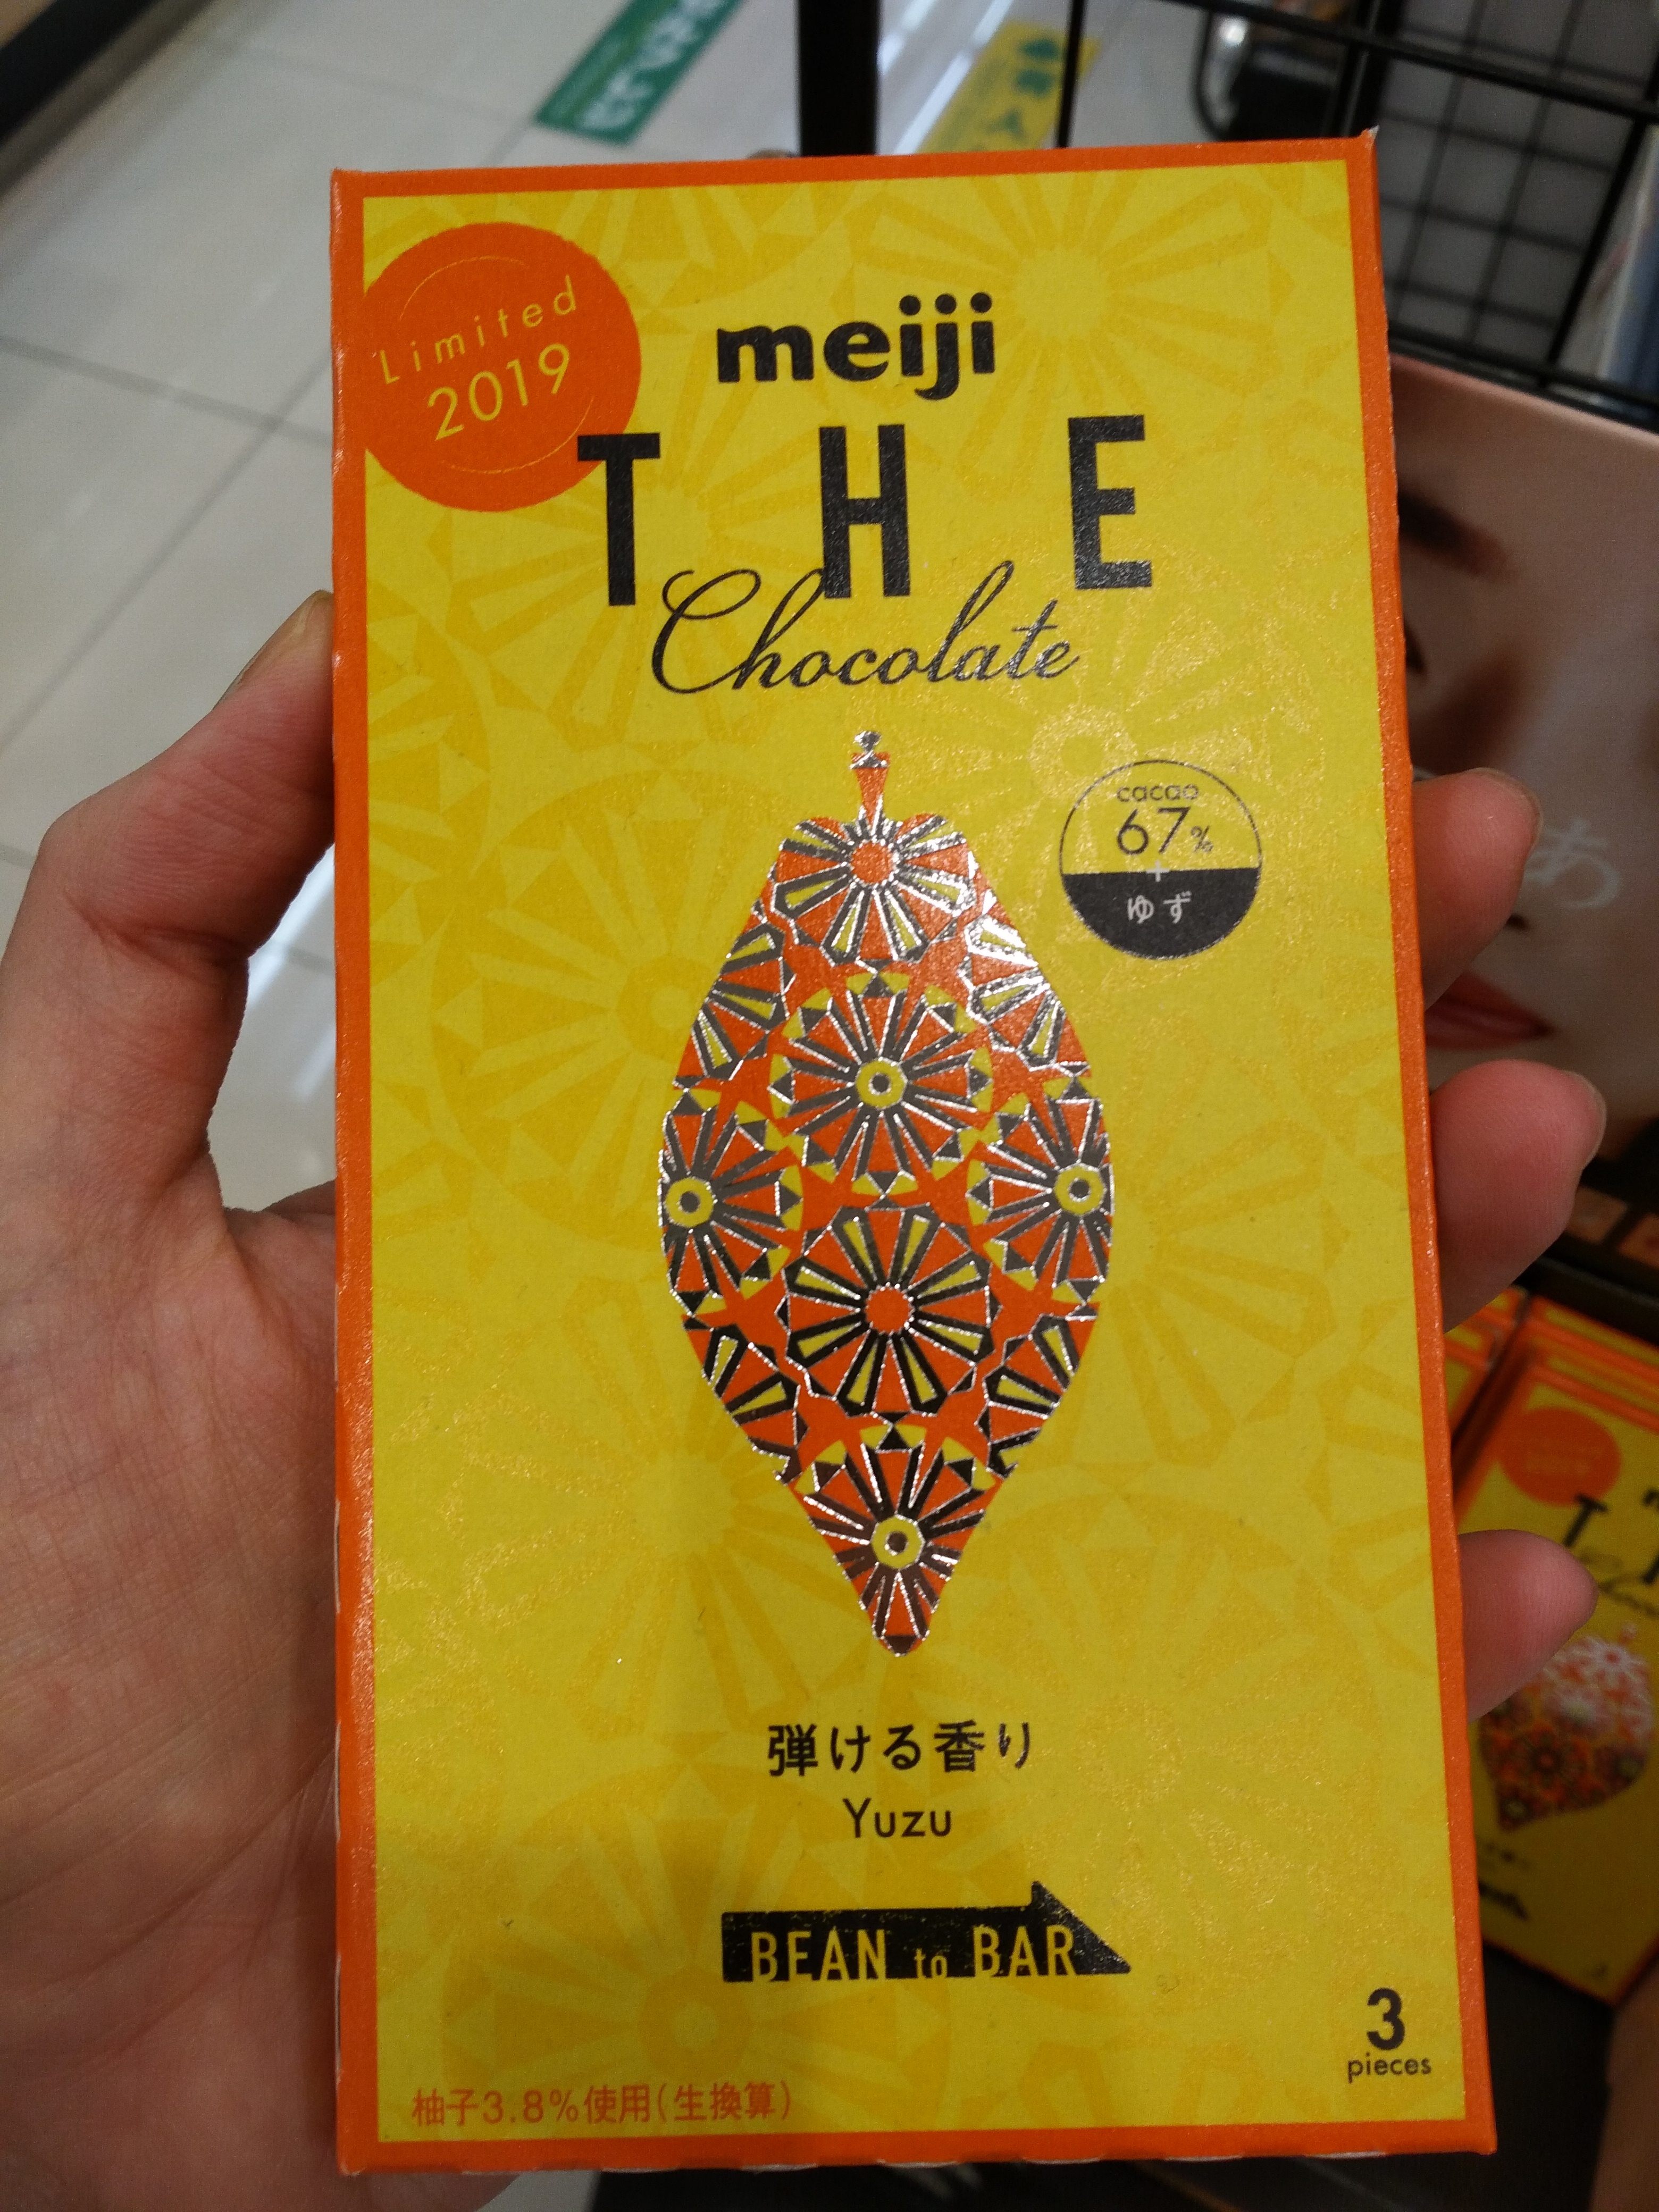 Limited
2019
meiji
THE
Chocolate
cacao
67%
+
ゆず
弾ける香り
Yuzu
BEAN to BAR
3
pieces
柚子3.8%使用(生換算)
あ